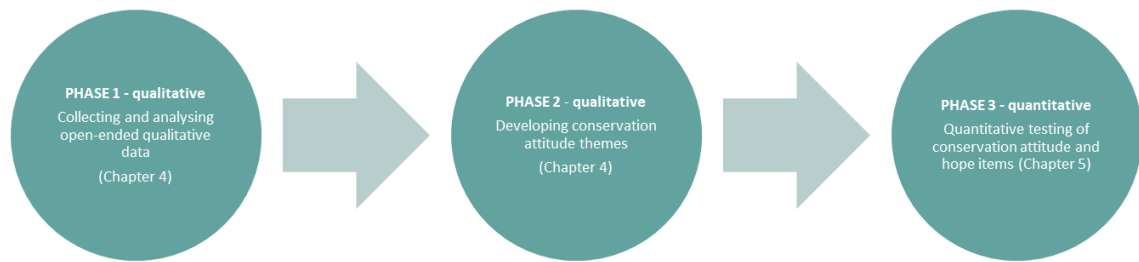 PHASE 1 - qualitative
Collecting and analysing
open-ended qualitative
data
(Chapter 4)
PHASE 2 - qualitative
Developing conservation
attitude themes
(Chapter 4)
PHASE 3 - quantitative
Quantitative testing of
conservation attitude and
hope items (Chapter 5)